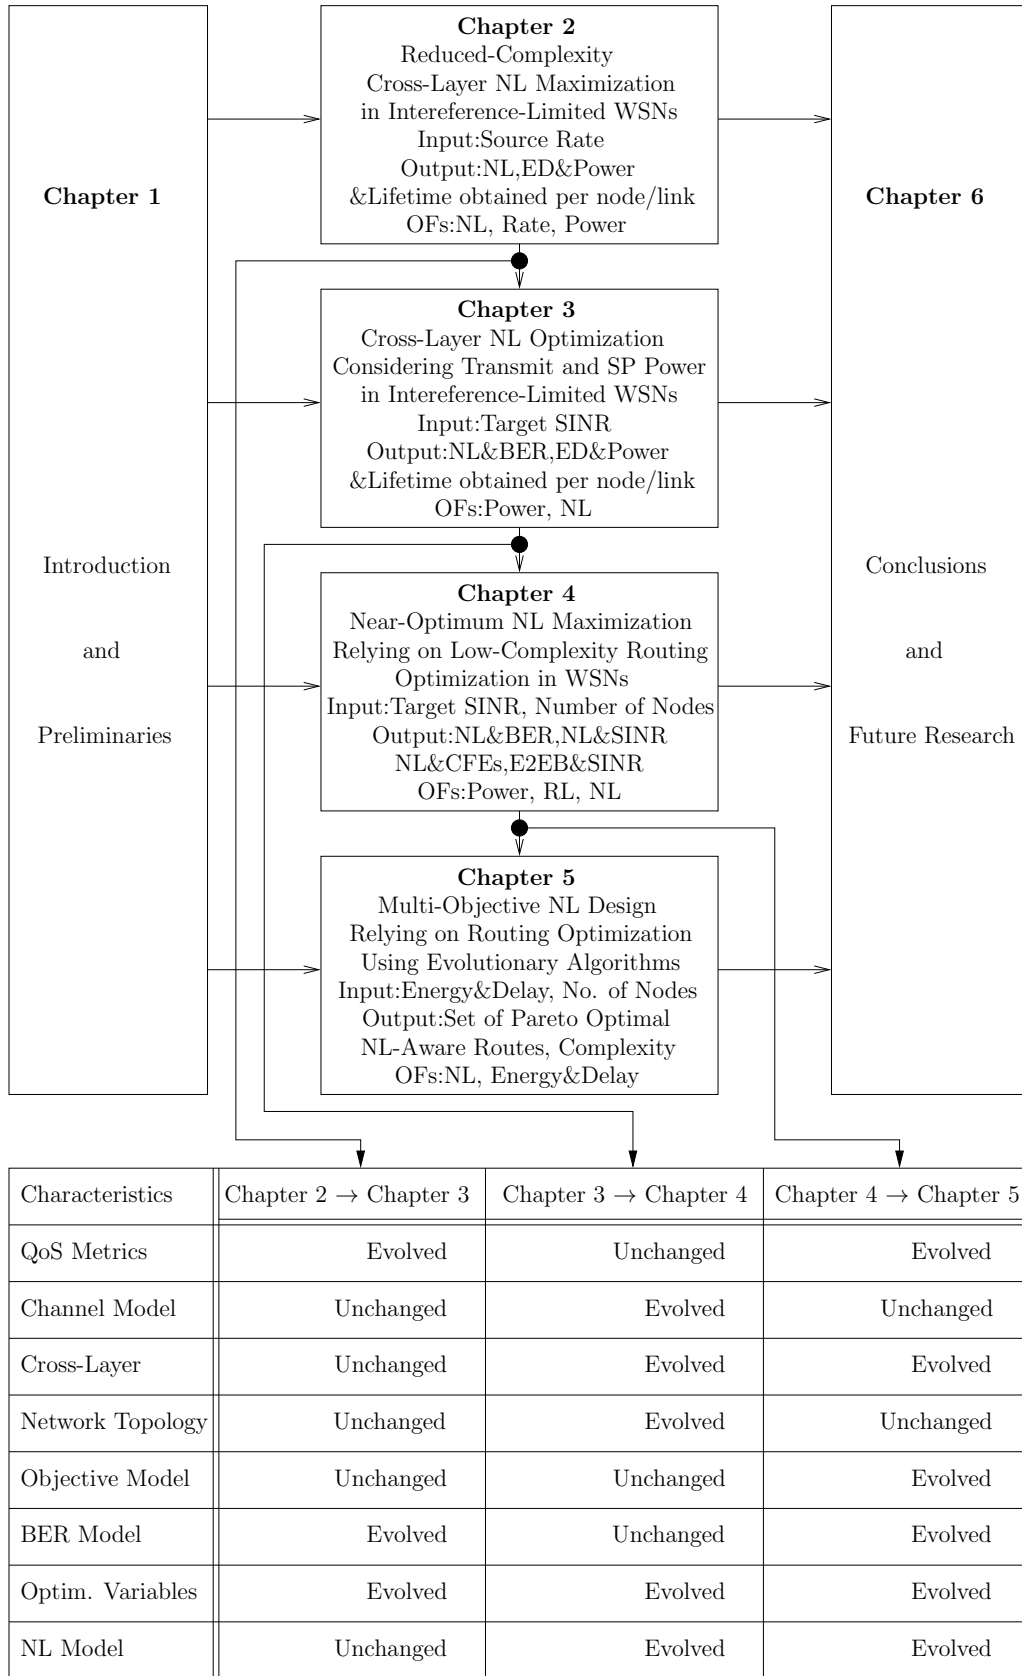 Chapter 1
Introduction
and
Preliminaries
Chapter 2
Reduced-Complexity
Cross-Layer NL Maximization
in Intereference-Limited WSNs
Input:Source Rate
Output:NL,ED&Power
&Lifetime obtained per node/link
OFs:NL, Rate, Power
Chapter 3
Cross-Layer NL Optimization
Considering Transmit and SP Power
in Intereference-Limited WSNs
Input:Target SINR
Output:NL&BER,ED&Power
&Lifetime obtained per node/link
OFs:Power, NL
Chapter 4
Near-Optimum NL Maximization
Relying on Low-Complexity Routing
Optimization in WSNs
Input:Target SINR, Number of Nodes
Output:NL&BER,NL&SINR
NL&CFEs,E2EB&SINR
OFs:Power, RL, NL
Chapter 5
Multi-Objective NL Design
Relying on Routing Optimization
Using Evolutionary Algorithms
Input:Energy&Delay, No. of Nodes
Output:Set of Pareto Optimal
NL-Aware Routes, Complexity
OFs:NL, Energy&Delay
Chapter 6
Conclusions
and
Future Research
Characteristics Chapter 2 → Chapter 3 Chapter 3 → Chapter 4 Chapter 4 → Chapter 5
QoS Metrics Evolved Unchanged Evolved
Channel Model Unchanged Evolved Unchanged
Cross-Layer Unchanged Evolved Evolved
Network Topology Unchanged Evolved Unchanged
Objective Model Unchanged Unchanged Evolved
BER Model Evolved Unchanged Evolved
Optim. Variables Evolved Evolved Evolved
NL Model Unchanged Evolved Evolved